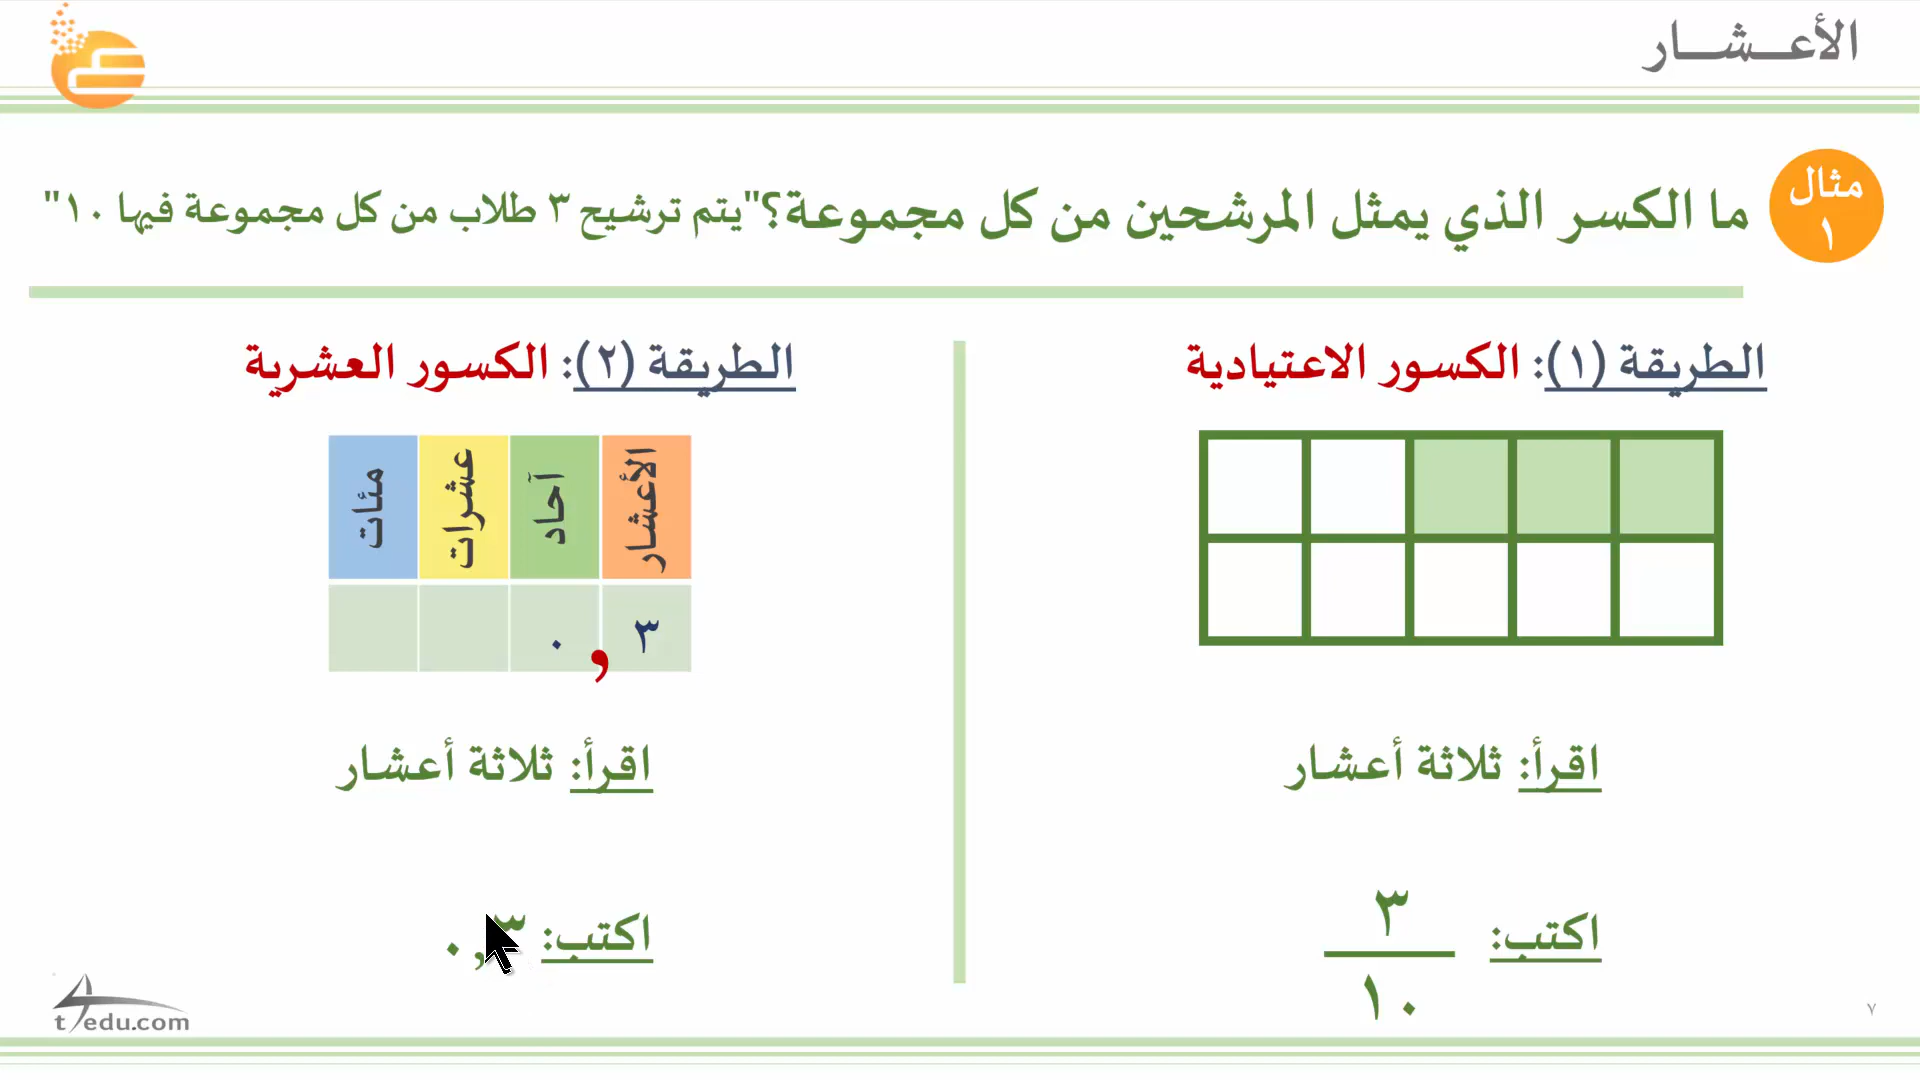 الأعشار
مثال
١
ما الكسر الذي يمثل المرشحين من كل مجموعة؟"يتم ترشيح ٣ طلاب من كل مجموعة فيها ١٠"
الطريقة (١): الكسور الاعتيادية
اقرأ: ثلاثة أعشار
اكتب: ٣
١٠
الطريقة (٢): الكسور العشرية
الأعشار آحاد عشرات مئات
٠,٣
اقرأ: ثلاثة أعشار
اكتب: ٠,٣
t4edu.com
٧